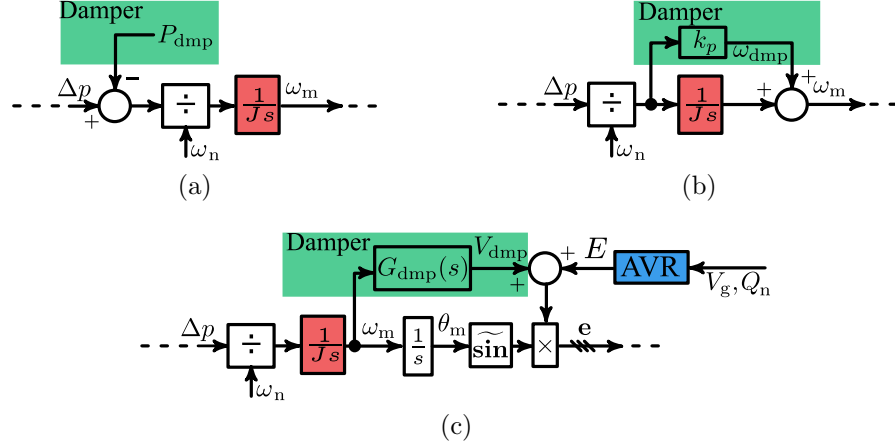 Damper
P_dmp
−
Δp
+
÷
1/Js
ω_m
ω_n
(a)
Damper
k_p
ω_dmp
Δp
÷
1/Js
+
+
ω_m
ω_n
(b)
Damper
G_dmp(s)
V_dmp
+
+
E
AVR
V_g, Q_n
Δp
÷
1/Js
ω_m
1/s
θ_m
s͠in
×
e
ω_n
(c)